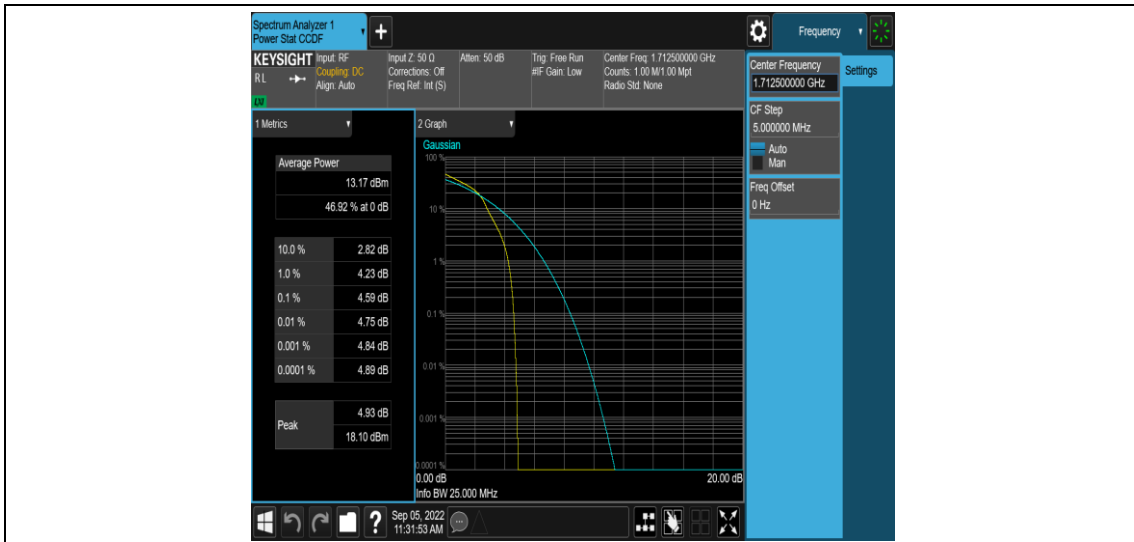 Spectrum Analyzer 1
Power Stat CCDF
Frequency
KEYSIGHT
RL
LXI
Input: RF
Coupling: DC
Align: Auto
Input Z: 50 Ω
Corrections: Off
Freq Ref: Int (S)
Atten: 50 dB
Trig: Free Run
#IF Gain: Low
Center Freq: 1.712500000 GHz
Counts: 1.00 M/1.00 Mpt
Radio Std: None
Center Frequency
1.712500000 GHz
Settings
CF Step
5.000000 MHz
Auto
Man
Freq Offset
0 Hz
1 Metrics
Average Power
13.17 dBm
46.92 % at 0 dB
10.0 % 2.82 dB
1.0 % 4.23 dB
0.1 % 4.59 dB
0.01 % 4.75 dB
0.001 % 4.84 dB
0.0001 % 4.89 dB
Peak 4.93 dB
18.10 dBm
2 Graph
Gaussian
100 %
10 %
1 %
0.1 %
0.01 %
0.001 %
0.0001 %
0.00 dB 20.00 dB
Info BW 25.000 MHz
?
Sep 05, 2022
11:31:53 AM